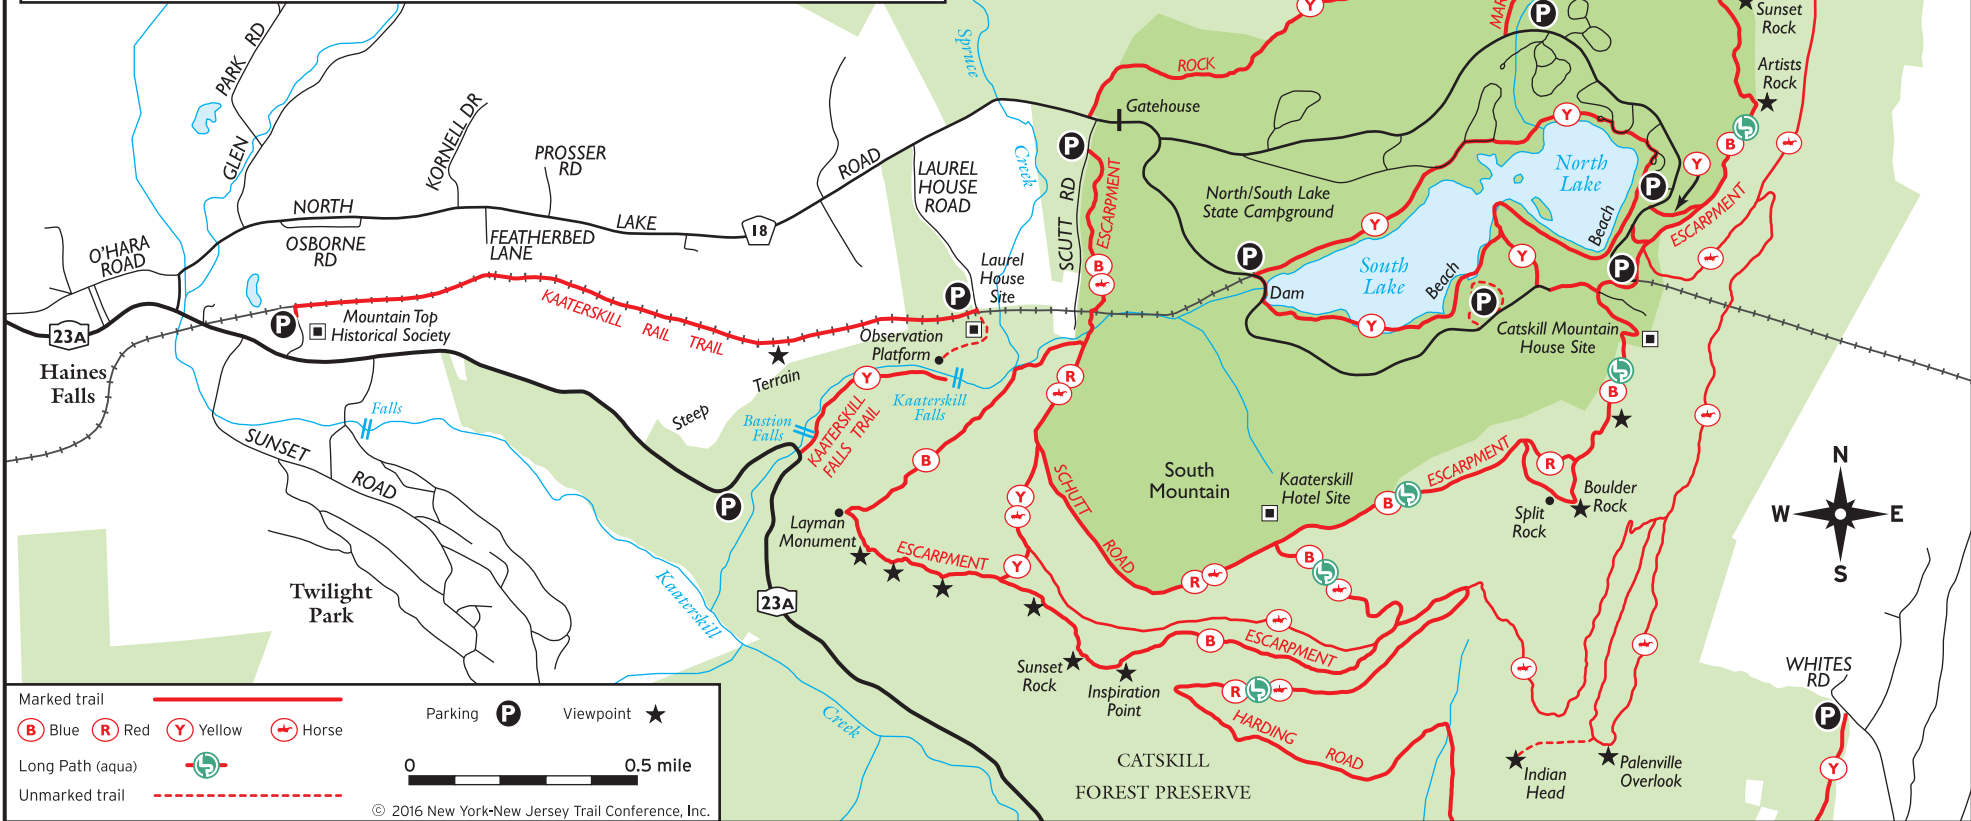 Sunset
Rock
MAR
P
Y
Spruce
Creek
ROCK
Artists
Rock
Gatehouse
P
PARK RD
GLEN
KORNELL DR
PROSSER
RD
ROAD
LAUREL
HOUSE
ROAD
SCUTT RD
ESCARPMENT
B
North/South Lake
State Campground
Y
North
Lake
Y
B
Y
P
Beach
ESCARPMENT
NORTH
LAKE
18
O'HARA
ROAD
OSBORNE
RD
FEATHERBED
LANE
Laurel
House
Site
P
P
Dam
South
Lake
Beach
Y
P
P
Y
23A
Haines
Falls
P
Mountain Top
Historical Society
KAATERSKILL RAIL TRAIL
Observation
Platform
Catskill Mountain
House Site
B
Steep Terrain
Y
KAATERSKILL
FALLS TRAIL
Kaaterskill
Falls
Bastion
Falls
R
Falls
SUNSET
ROAD
P
B
Layman
Monument
ESCARPMENT
Y
Y
SCHUTT
ROAD
South
Mountain
Kaaterskill
Hotel Site
B
ESCARPMENT
R
Split
Rock
Boulder
Rock
N
W
E
S
Twilight
Park
Kaaterskill
Creek
23A
R
B
Sunset
Rock
Inspiration
Point
B
ESCARPMENT
R
HARDING
ROAD
CATSKILL
FOREST PRESERVE
Indian
Head
Palenville
Overlook
WHITES
RD
P
Y
Marked trail
B Blue R Red Y Yellow Horse
Long Path (aqua)
Unmarked trail
Parking P Viewpoint
0 0.5 mile
© 2016 New York-New Jersey Trail Conference, Inc.